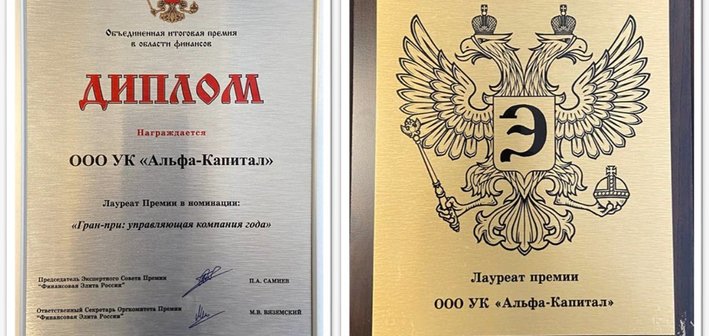 Объединенная итоговая премия
в области финансов
ДИПЛОМ
Награждается
ООО УК «Альфа-Капитал»
Лауреат Премии в номинации:
«Гран-при: управляющая компания года»
Председатель Экспертного Совета Премии
"Финансовая Элита России"
П.А. САМИЕВ
Ответственный Секретарь Оргкомитета Премии
"Финансовая Элита России"
М.В. ВЯЗЕМСКИЙ
Э
Лауреат премии
ООО УК «Альфа-Капитал»